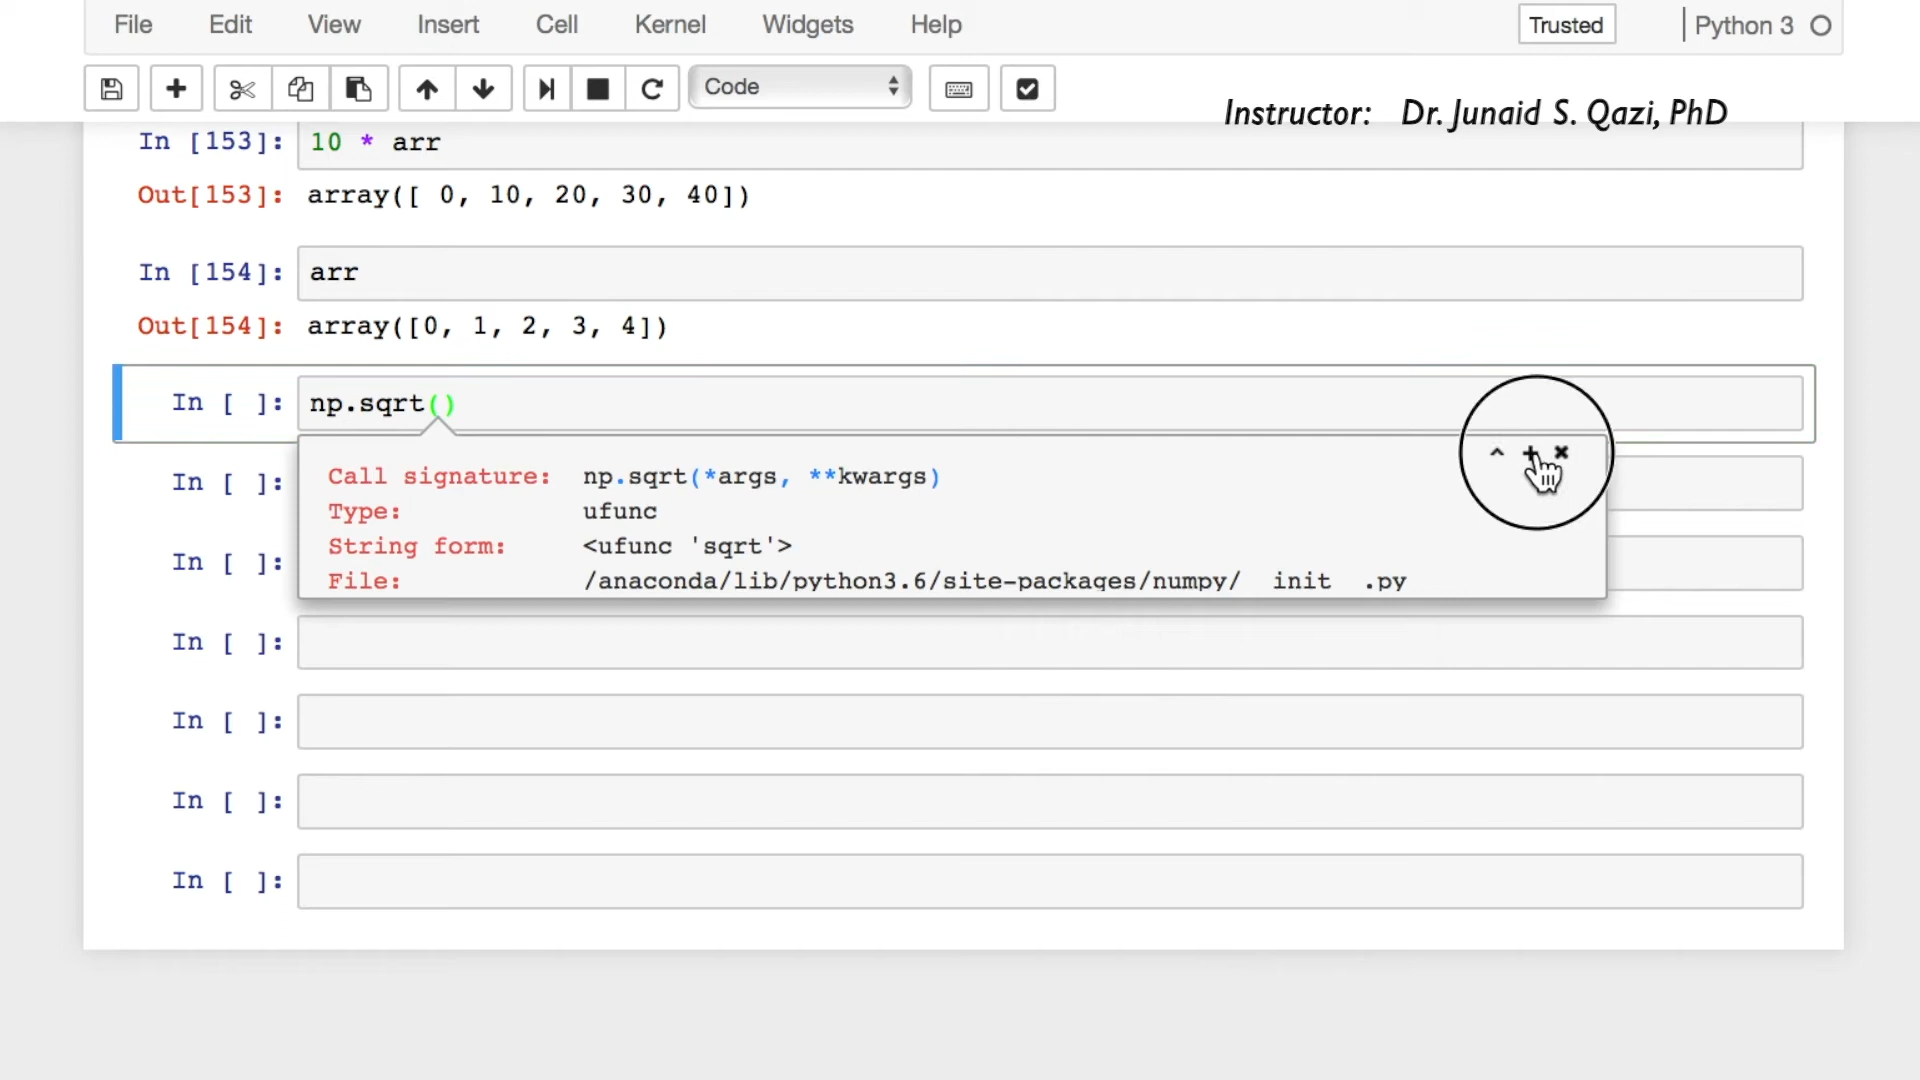 File Edit View Insert Cell Kernel Widgets Help Trusted Python 3
Code
Instructor: Dr. Junaid S. Qazi, PhD
In [153]: 10 * arr
Out[153]: array([ 0, 10, 20, 30, 40])
In [154]: arr
Out[154]: array([0, 1, 2, 3, 4])
In [ ]: np.sqrt()
Call signature: np.sqrt(*args, **kwargs)
In [ ]:
Type: ufunc
String form: <ufunc 'sqrt'>
In [ ]:
File: /anaconda/lib/python3.6/site-packages/numpy/__init__.py
In [ ]:
In [ ]:
In [ ]:
In [ ]: